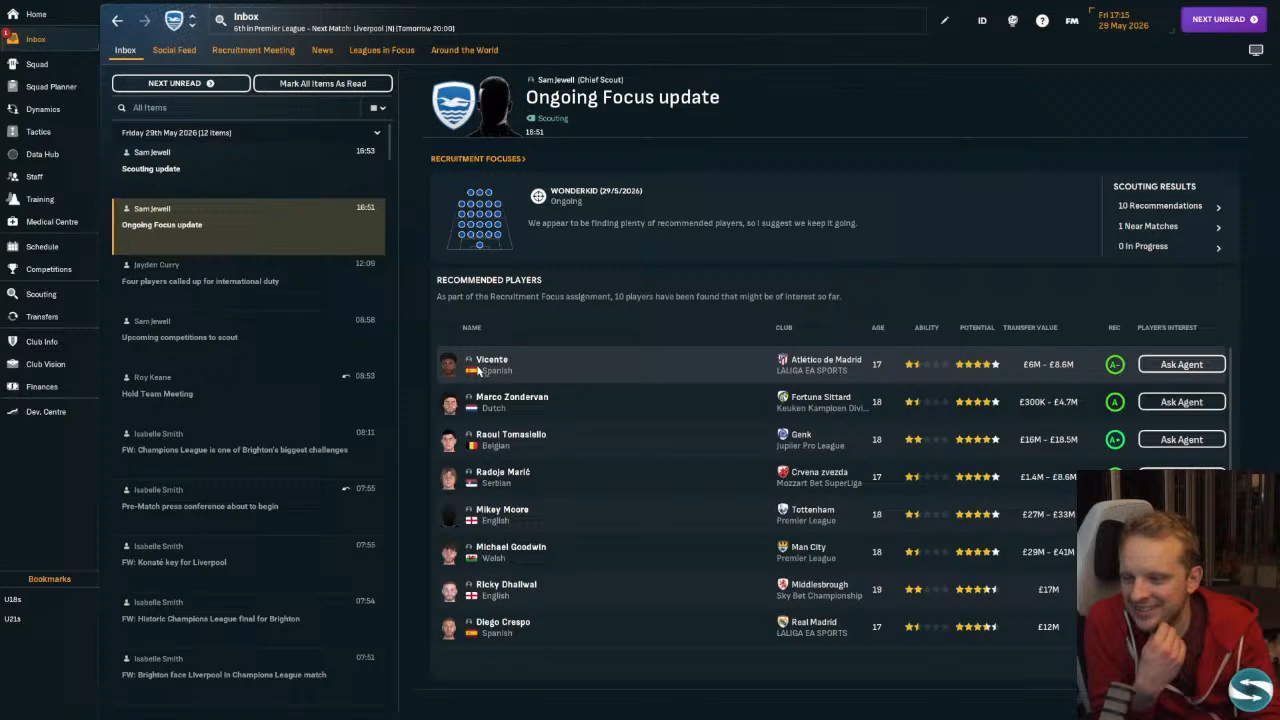 Home
Inbox
1
Squad
Squad Planner
Dynamics
Tactics
Data Hub
Staff
Training
Medical Centre
Schedule
Competitions
Scouting
Transfers
Club Info
Club Vision
Finances
Dev. Centre
Bookmarks
U18s
U21s
Inbox
6th in Premier League - Next Match: Liverpool (N) (Tomorrow 20:00)
ID
FM
Fri 17:15
29 May 2026
NEXT UNREAD
Inbox
Social Feed
Recruitment Meeting
News
Leagues in Focus
Around the World
NEXT UNREAD
Mark All Items As Read
All Items
Friday 29th May 2026 (12 items)
Sam Jewell 16:53
Scouting update
Sam Jewell 16:51
Ongoing Focus update
Jayden Curry 12:09
Four players called up for international duty
Sam Jewell 08:58
Upcoming competitions to scout
Roy Keane 08:53
Hold Team Meeting
Isabelle Smith 08:11
FW: Champions League is one of Brighton's biggest challenges
Isabelle Smith 07:55
Pre-Match press conference about to begin
Isabelle Smith 07:55
FW: Konaté key for Liverpool
Isabelle Smith 07:54
FW: Historic Champions League final for Brighton
Isabelle Smith 07:51
FW: Brighton face Liverpool in Champions League match
Sam Jewell (Chief Scout)
Ongoing Focus update
Scouting
16:51
RECRUITMENT FOCUSES >
WONDERKID (29/5/2026)
Ongoing
We appear to be finding plenty of recommended players, so I suggest we keep it going.
SCOUTING RESULTS
10 Recommendations
1 Near Matches
0 In Progress
RECOMMENDED PLAYERS
As part of the Recruitment Focus assignment, 10 players have been found that might be of interest so far.
NAME CLUB AGE ABILITY POTENTIAL TRANSFER VALUE REC PLAYER'S INTEREST
Vicente Atlético de Madrid 17 £6M - £8.6M A- Ask Agent
Spanish LALIGA EA SPORTS
Marco Zondervan Fortuna Sittard 18 £300K - £4.7M A Ask Agent
Dutch Keuken Kampioen Divi...
Raoul Tomasiello Genk 18 £16M - £18.5M A+ Ask Agent
Belgian Jupiler Pro League
Radoje Marić Crvena zvezda 17 £1.4M - £8.6M
Serbian Mozzart Bet SuperLiga
Mikey Moore Tottenham 18 £27M - £33M
English Premier League
Michael Goodwin Man City 18 £29M - £41M
Welsh Premier League
Ricky Dhaliwal Middlesbrough 19 £17M
English Sky Bet Championship
Diego Crespo Real Madrid 17 £12M
Spanish LALIGA EA SPORTS